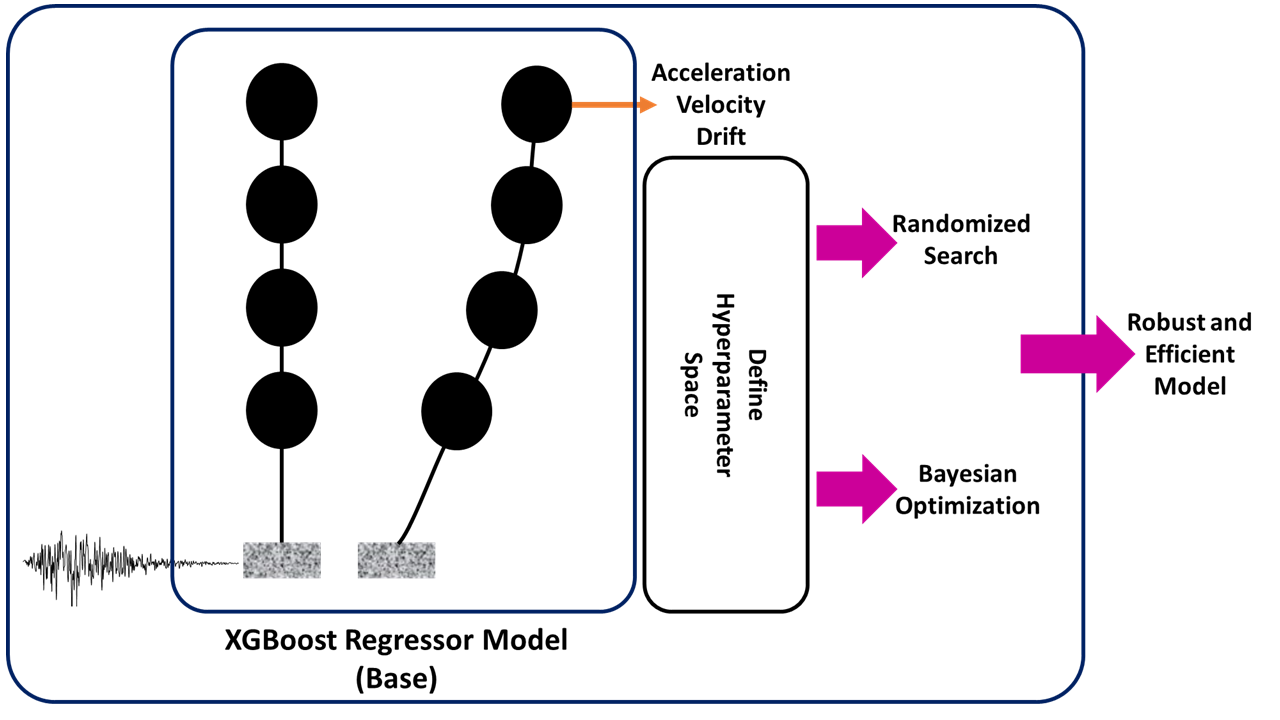 Acceleration
Velocity
Drift
Define
Hyperparameter
Space
Randomized
Search
Bayesian
Optimization
Robust and
Efficient
Model
XGBoost Regressor Model
(Base)